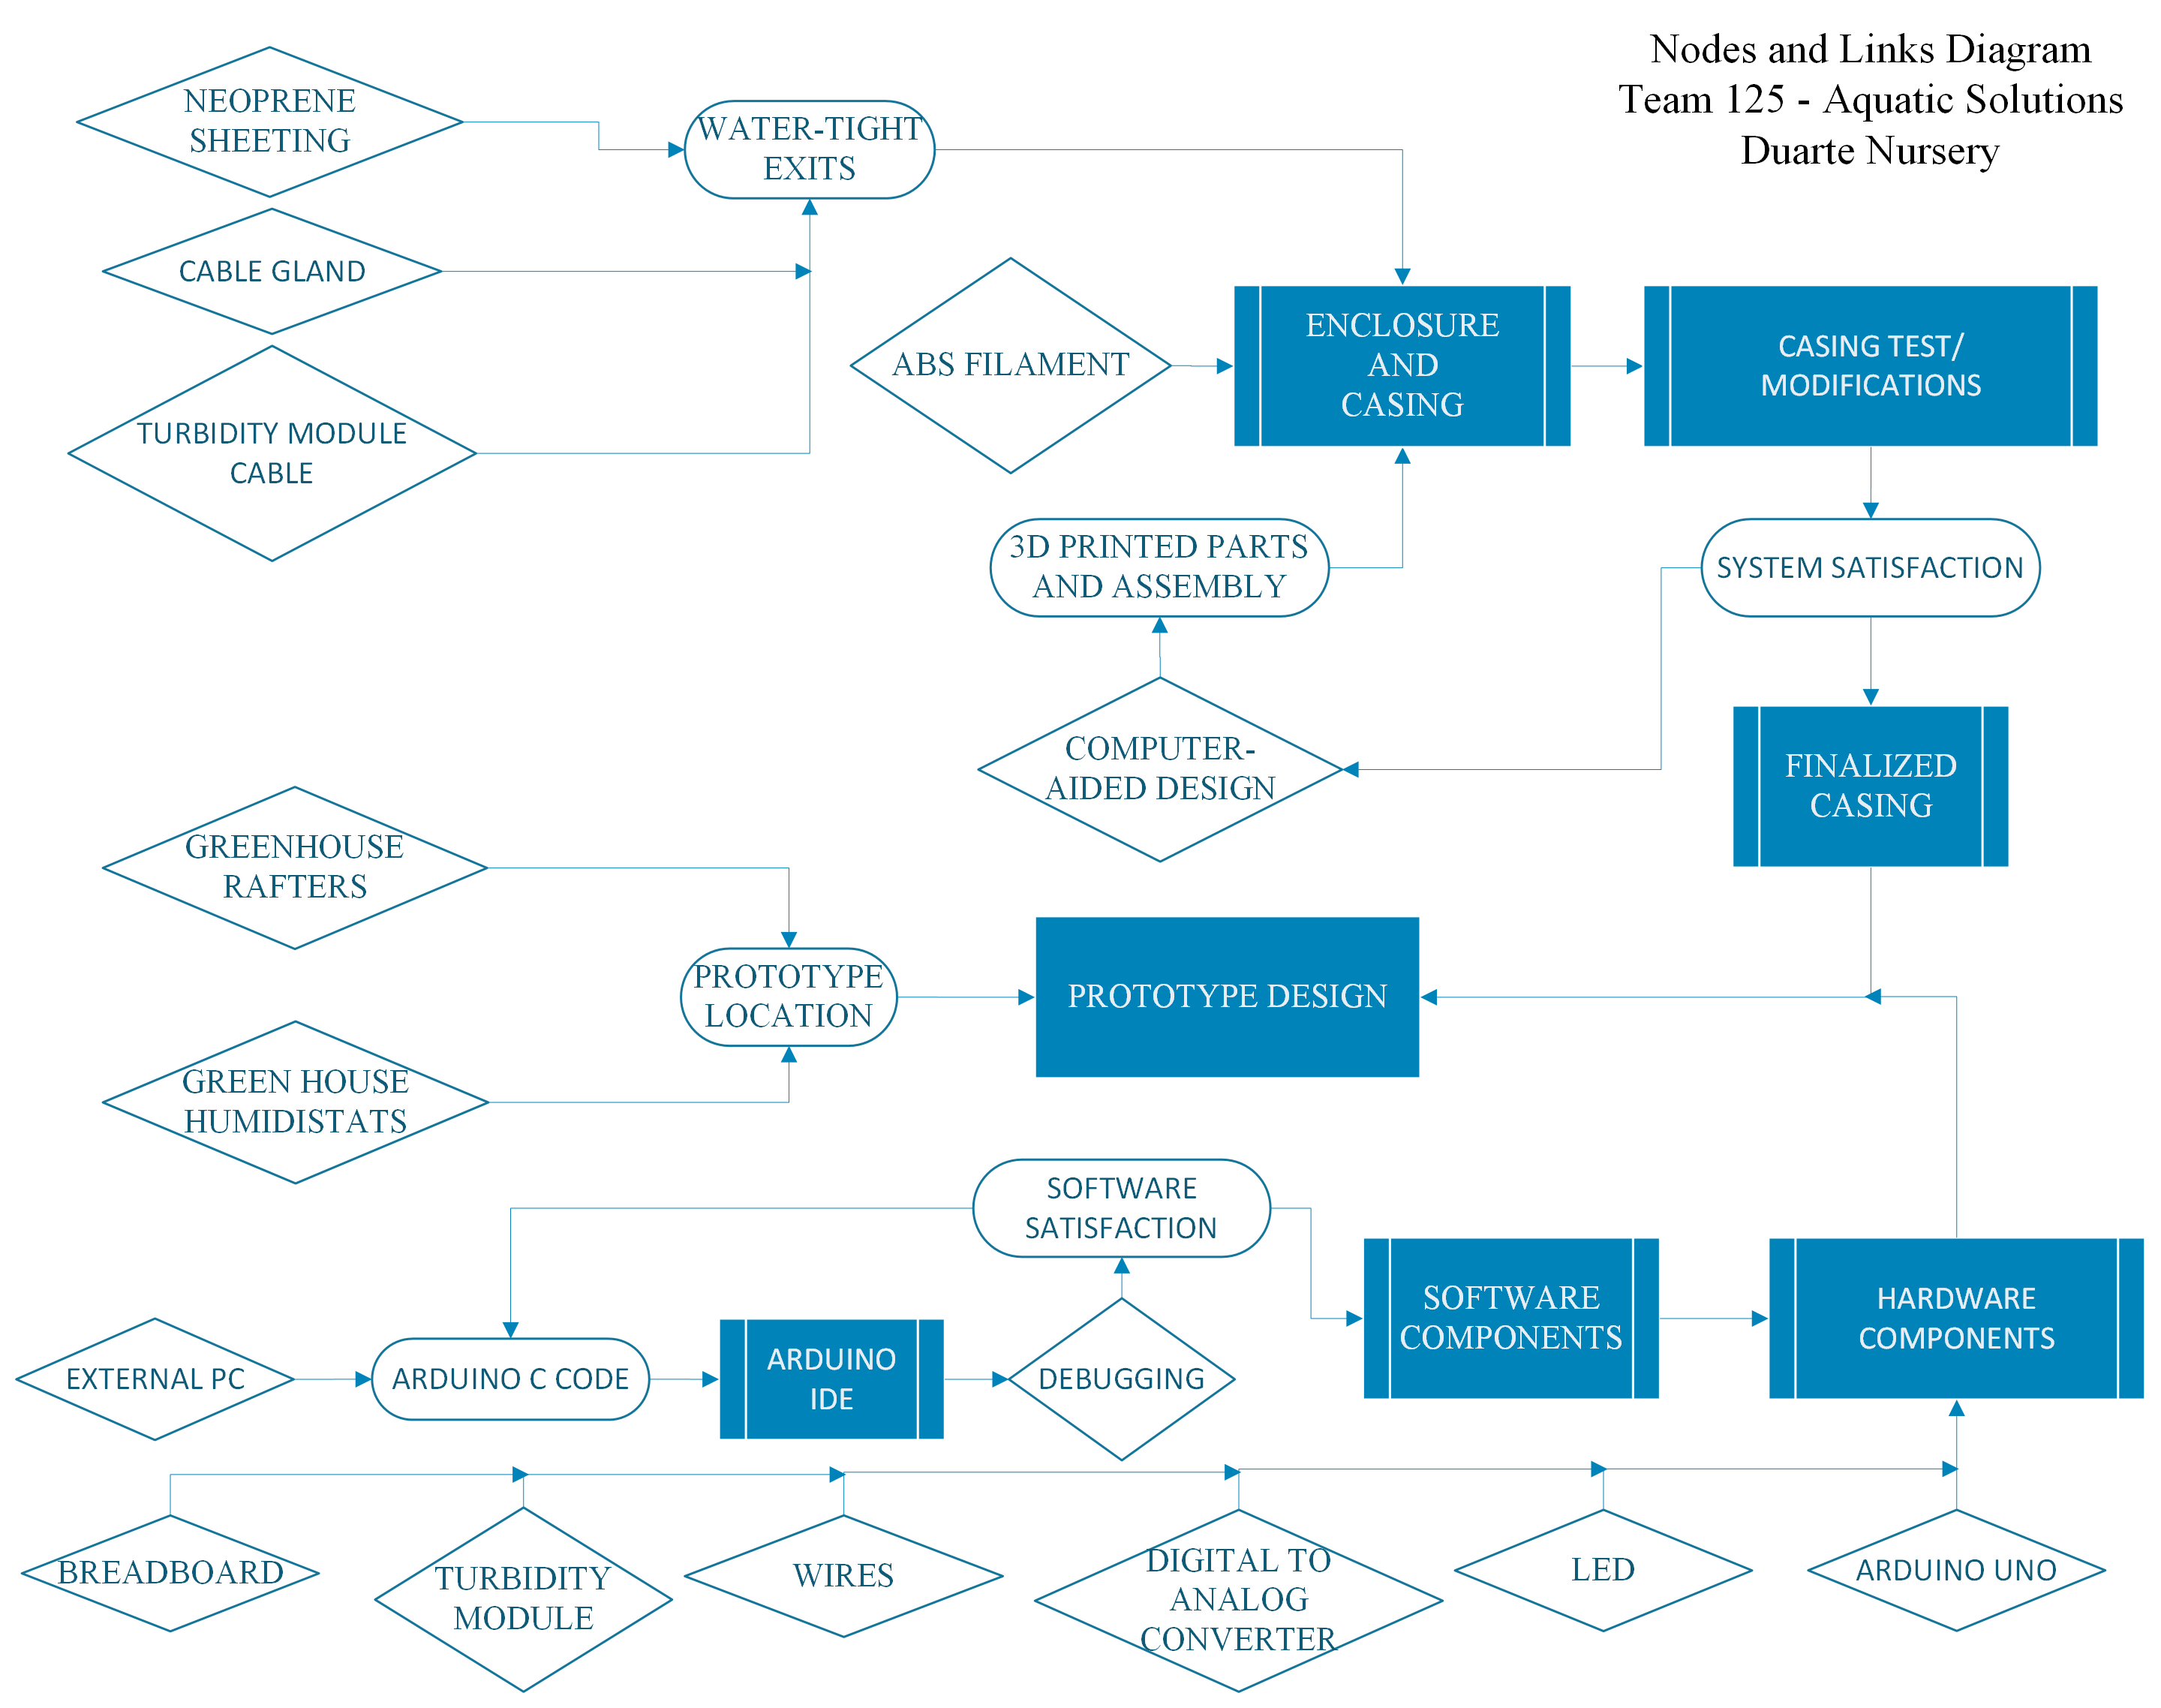 Nodes and Links Diagram
Team 125 - Aquatic Solutions
Duarte Nursery
NEOPRENE
SHEETING
WATER-TIGHT
EXITS
CABLE GLAND
TURBIDITY MODULE
CABLE
ABS FILAMENT
ENCLOSURE
AND
CASING
CASING TEST/
MODIFICATIONS
3D PRINTED PARTS
AND ASSEMBLY
SYSTEM SATISFACTION
COMPUTER-
AIDED DESIGN
FINALIZED
CASING
GREENHOUSE
RAFTERS
PROTOTYPE
LOCATION
PROTOTYPE DESIGN
GREEN HOUSE
HUMIDISTATS
SOFTWARE
SATISFACTION
SOFTWARE
COMPONENTS
HARDWARE
COMPONENTS
EXTERNAL PC
ARDUINO C CODE
ARDUINO
IDE
DEBUGGING
BREADBOARD
TURBIDITY
MODULE
WIRES
DIGITAL TO
ANALOG
CONVERTER
LED
ARDUINO UNO